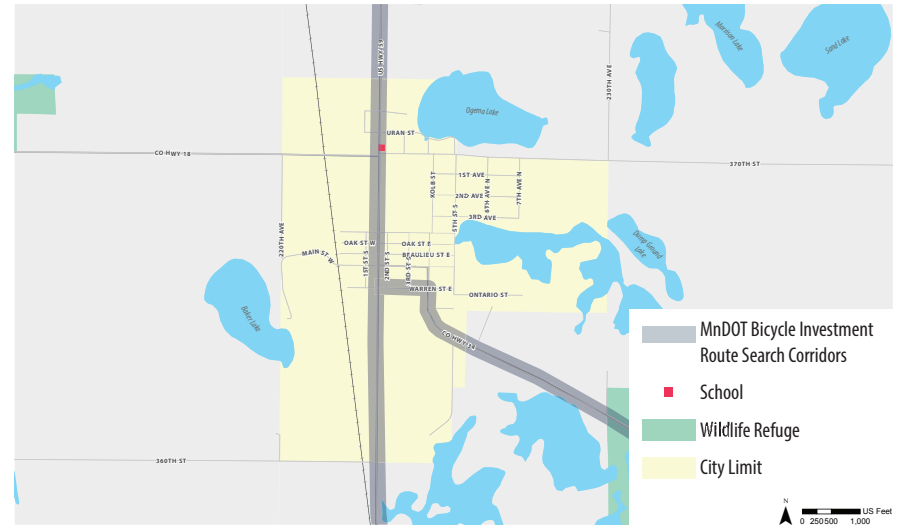 US HWY 59
Mormon Lake
Sand Lake
230TH AVE
Ogema Lake
URAN ST
CO HWY 18
370TH ST
KOLB ST
1ST AVE
2ND AVE
3RD AVE
6TH AVE N
7TH AVE N
5TH ST S
220TH AVE
MAIN ST W
OAK ST W
OAK ST E
BEAULIEU ST E
1ST ST S
2ND ST S
3RD ST S
WARREN ST E
ONTARIO ST
Dump Ground
Lake
Bakes Lake
CO HWY 34
360TH ST
MnDOT Bicycle Investment
Route Search Corridors
School
Wildlife Refuge
City Limit
N
US Feet
0 250 500 1,000